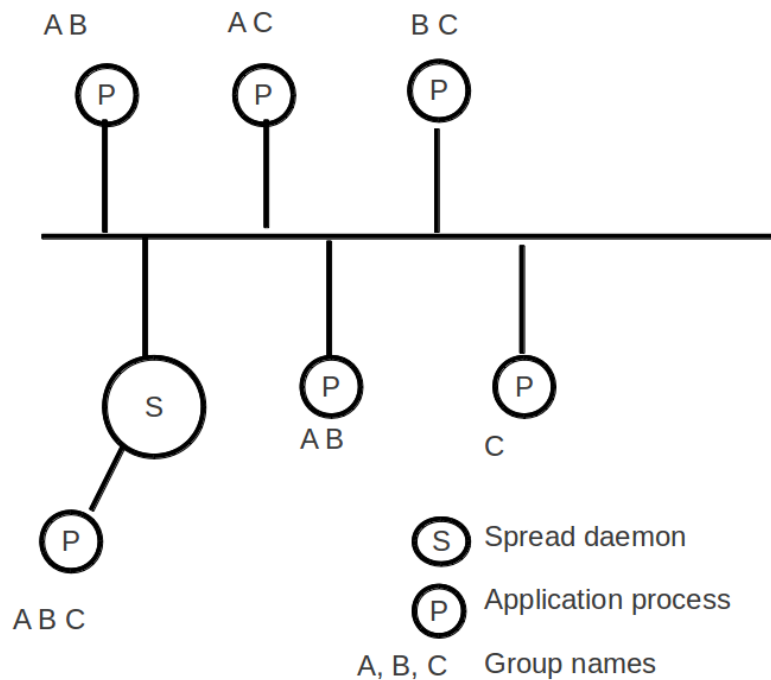 A B
A C
B C
P
P
P
S
P
P
A B
C
P
A B C
S Spread daemon
P Application process
A, B, C Group names